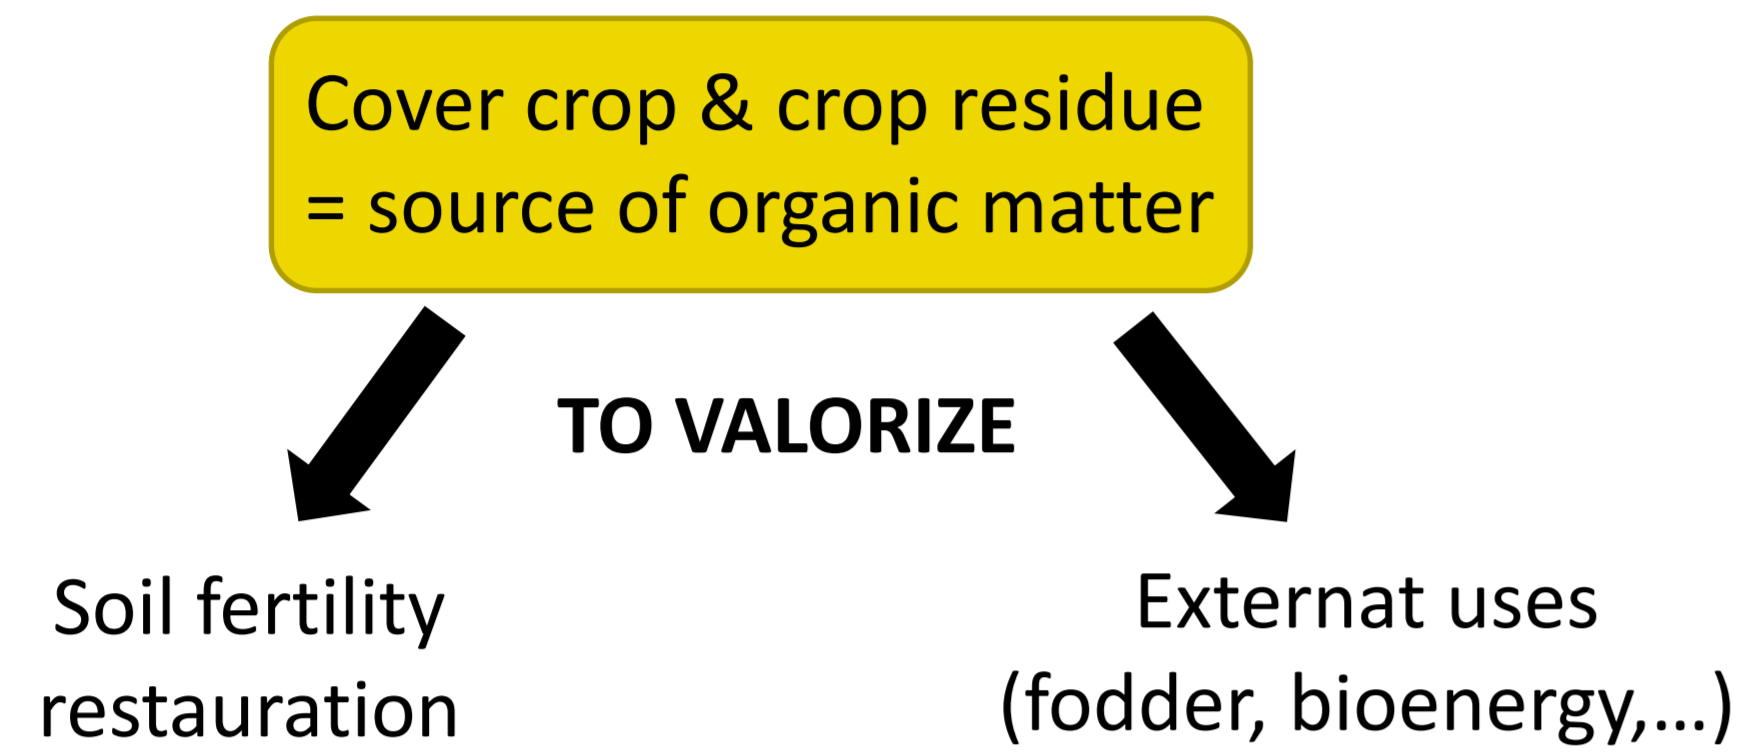 Cover crop & crop residue
= source of organic matter
TO VALORIZE
Soil fertility
restauration
Externat uses
(fodder, bioenergy,...)